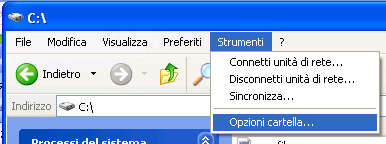 C:\
File Modifica Visualizza Preferiti Strumenti ?
Connetti unità di rete...
Indietro
Disconnetti unità di rete...
Sincronizza...
Indirizzo C:\
Opzioni cartella...
Processi del sistema